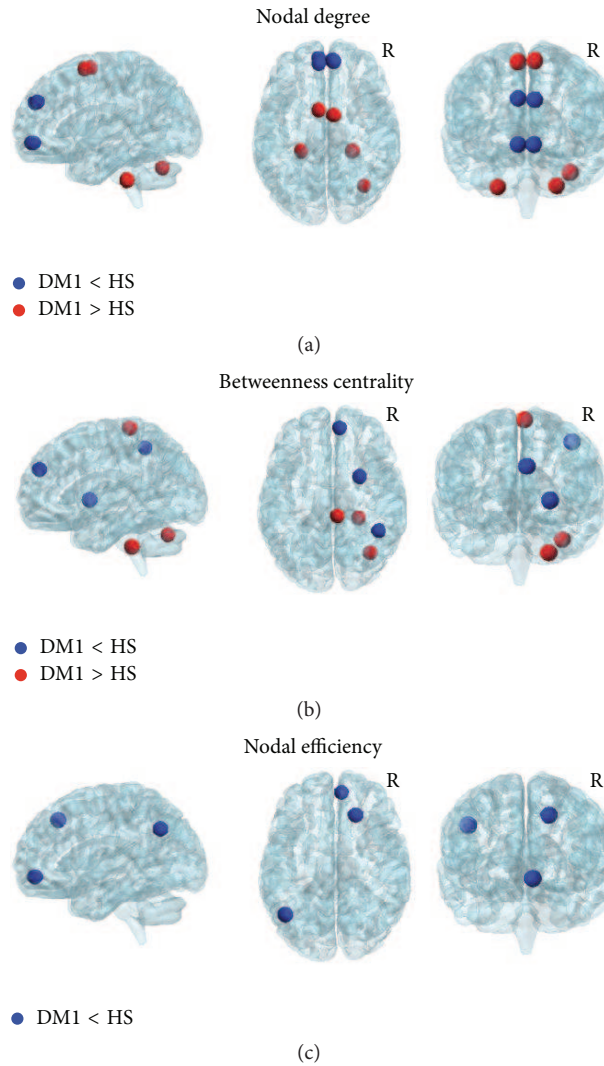 Nodal degree
R
R
DM1 < HS
DM1 > HS
(a)
Betweenness centrality
R
R
DM1 < HS
DM1 > HS
(b)
Nodal efficiency
R
R
DM1 < HS
(c)